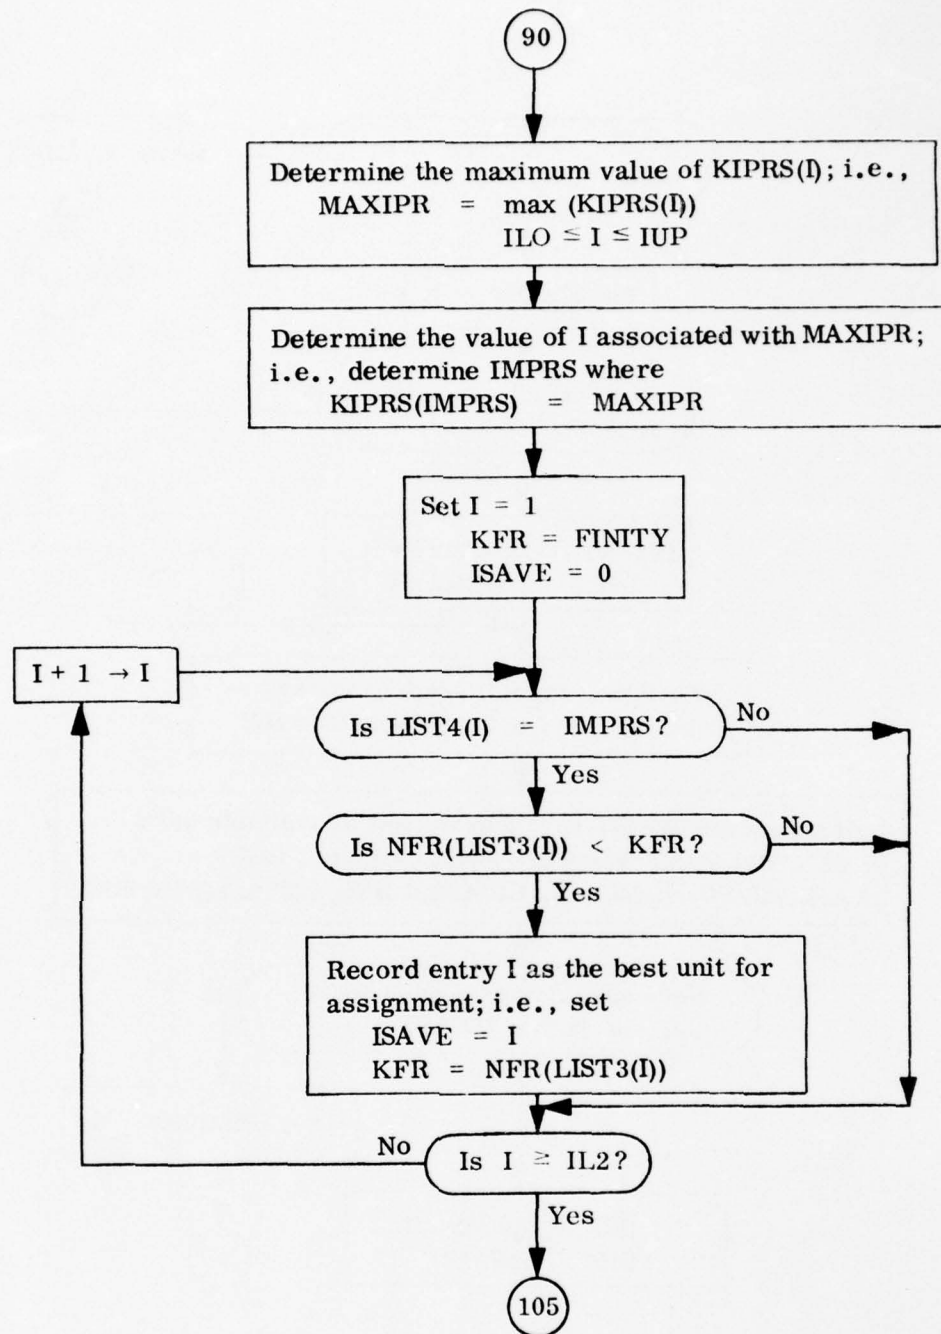 90
Determine the maximum value of KIPRS(I); i.e.,
MAXIPR = max (KIPRS(I))
ILO ≤ I ≤ IUP
Determine the value of I associated with MAXIPR;
i.e., determine IMPRS where
KIPRS(IMPRS) = MAXIPR
Set I = 1
KFR = FINITY
ISAVE = 0
I + 1 → I
Is LIST4(I) = IMPRS?
No
Yes
Is NFR(LIST3(I)) < KFR?
No
Yes
Record entry I as the best unit for
assignment; i.e., set
ISAVE = I
KFR = NFR(LIST3(I))
No
Is I ≧ IL2?
Yes
105